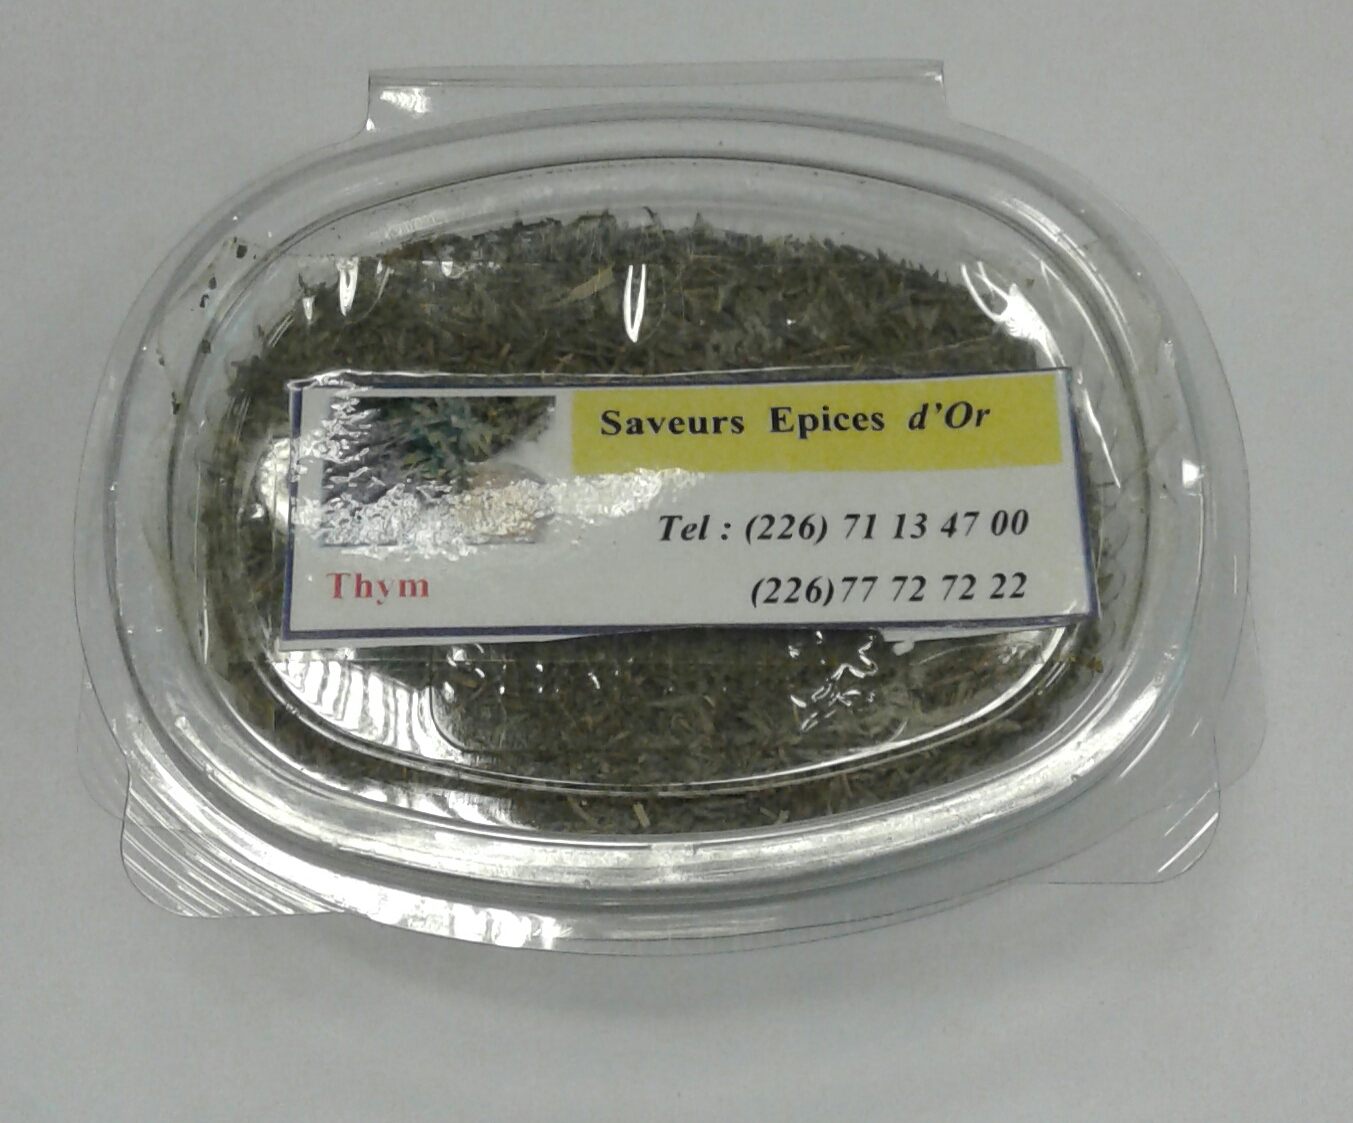 Saveurs Epices d'Or
Tel : (226) 71 13 47 00
Thym
(226)77 72 72 22